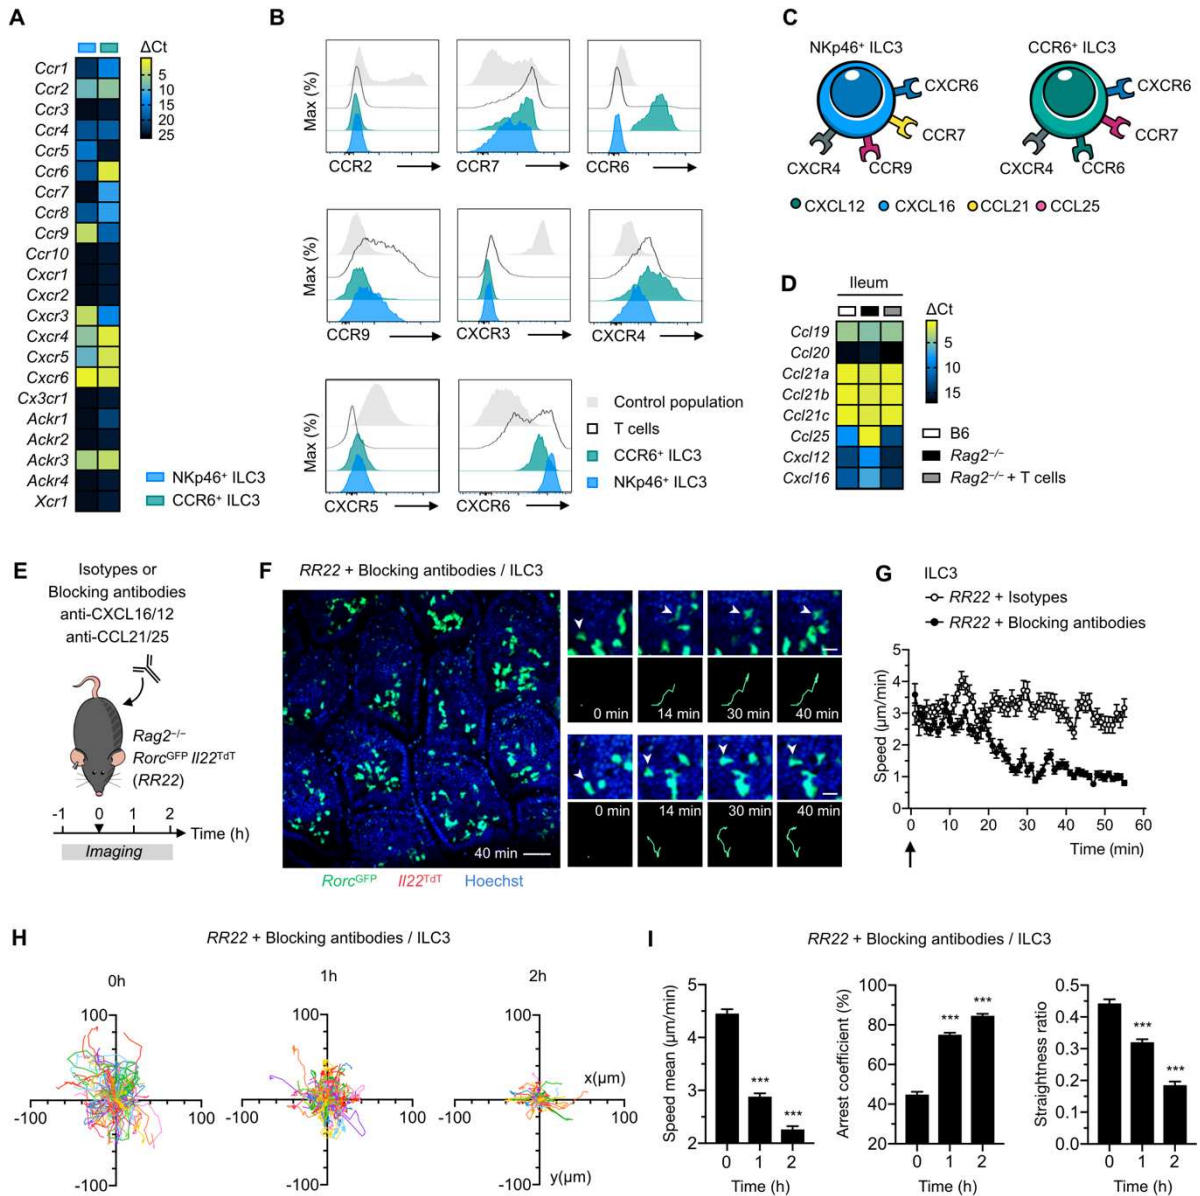 A
ΔCt
5
10
15
20
25
Ccr1
Ccr2
Ccr3
Ccr4
Ccr5
Ccr6
Ccr7
Ccr8
Ccr9
Ccr10
Cxcr1
Cxcr2
Cxcr3
Cxcr4
Cxcr5
Cxcr6
Cx3cr1
Ackr1
Ackr2
Ackr3
Ackr4
Xcr1
NKp46⁺ ILC3
CCR6⁺ ILC3
B
Max (%)
CCR2
CCR7
CCR6
Max (%)
CCR9
CXCR3
CXCR4
Max (%)
CXCR5
CXCR6
Control population
T cells
CCR6⁺ ILC3
NKp46⁺ ILC3
C
NKp46⁺ ILC3
CCR6⁺ ILC3
CXCR6
CCR7
CCR9
CXCR4
CXCR6
CCR7
CCR6
CXCR4
CXCL12 CXCL16 CCL21 CCL25
D
Ileum
ΔCt
5
10
15
Ccl19
Ccl20
Ccl21a
Ccl21b
Ccl21c
Ccl25
Cxcl12
Cxcl16
B6
Rag2⁻/⁻
Rag2⁻/⁻ + T cells
E
Isotypes or
Blocking antibodies
anti-CXCL16/12
anti-CCL21/25
Rag2⁻/⁻
Rorcᴳᶠᴾ Il22ᵀᵈᵀ
(RR22)
-1 0 1 2 Time (h)
Imaging
F
RR22 + Blocking antibodies / ILC3
40 min
0 min 14 min 30 min 40 min
0 min 14 min 30 min 40 min
Rorcᴳᶠᴾ Il22ᵀᵈᵀ Hoechst
G
ILC3
RR22 + Isotypes
RR22 + Blocking antibodies
Speed (µm/min)
5
4
3
2
1
0
0 10 20 30 40 50 60
Time (min)
H
RR22 + Blocking antibodies / ILC3
0h
1h
2h
100
-100
100
-100
100
-100
100
-100
100
-100
100
-100
x(µm)
y(µm)
I
RR22 + Blocking antibodies / ILC3
Speed mean (µm/min)
5
4
3
2
***
***
0 1 2
Time (h)
Arrest coefficient (%)
100
80
60
40
20
***
***
0 1 2
Time (h)
Straightness ratio
0.5
0.4
0.3
0.2
0.1
0.0
***
***
0 1 2
Time (h)